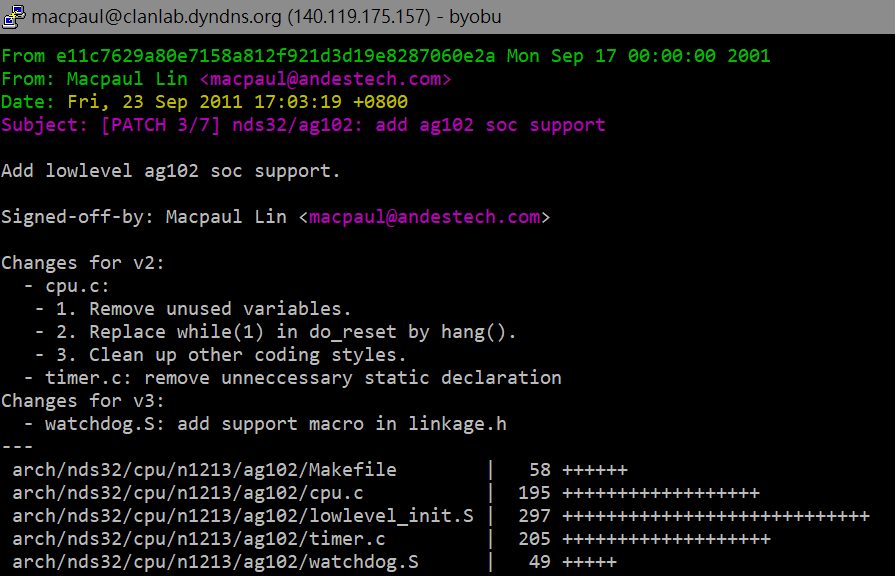 macpaul@clanlab.dyndns.org (140.119.175.157) - byobu
From e11c7629a80e7158a812f921d3d19e8287060e2a Mon Sep 17 00:00:00 2001
From: Macpaul Lin <macpaul@andestech.com>
Date: Fri, 23 Sep 2011 17:03:19 +0800
Subject: [PATCH 3/7] nds32/ag102: add ag102 soc support
Add lowlevel ag102 soc support.
Signed-off-by: Macpaul Lin <macpaul@andestech.com>
Changes for v2:
  - cpu.c:
   - 1. Remove unused variables.
   - 2. Replace while(1) in do_reset by hang().
   - 3. Clean up other coding styles.
  - timer.c: remove unneccessary static declaration
Changes for v3:
  - watchdog.S: add support macro in linkage.h
---
 arch/nds32/cpu/n1213/ag102/Makefile        |   58 ++++++
 arch/nds32/cpu/n1213/ag102/cpu.c           |  195 ++++++++++++++++++
 arch/nds32/cpu/n1213/ag102/lowlevel_init.S |  297 ++++++++++++++++++++++++++++
 arch/nds32/cpu/n1213/ag102/timer.c         |  205 +++++++++++++++++++
 arch/nds32/cpu/n1213/ag102/watchdog.S      |   49 +++++